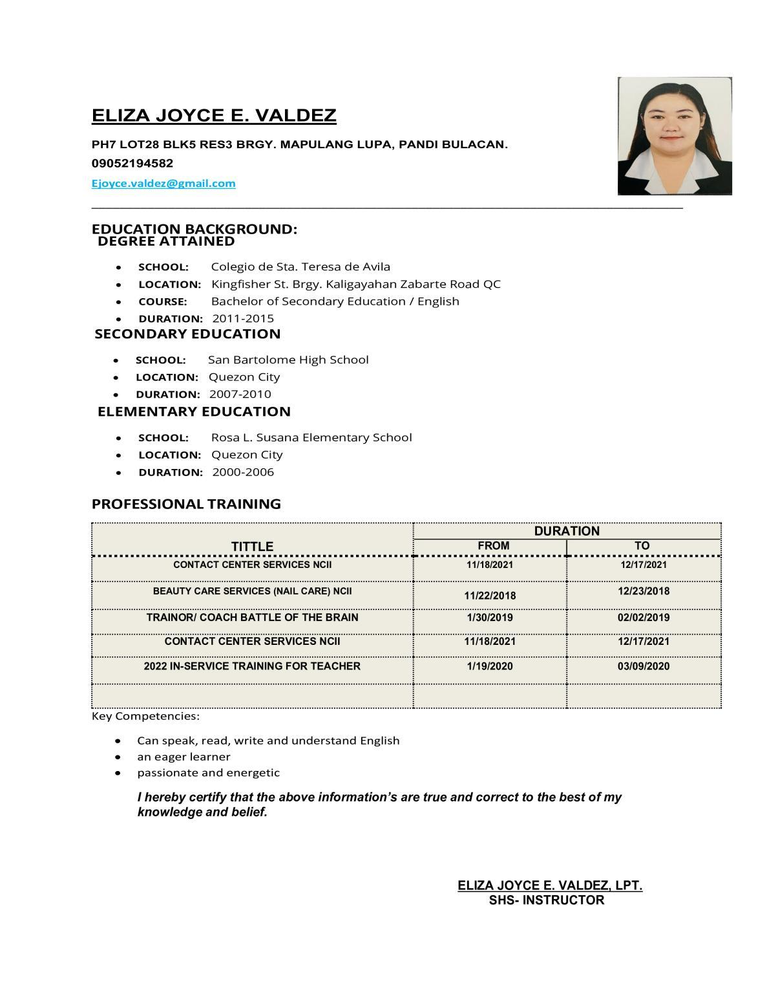 ELIZA JOYCE E. VALDEZ
PH7 LOT28 BLK5 RES3 BRGY. MAPULANG LUPA, PANDI BULACAN.
09052194582
Ejoyce.valdez@gmail.com
EDUCATION BACKGROUND:
DEGREE ATTAINED
• SCHOOL: Colegio de Sta. Teresa de Avila
• LOCATION: Kingfisher St. Brgy. Kaligayahan Zabarte Road QC
• COURSE: Bachelor of Secondary Education / English
• DURATION: 2011-2015
SECONDARY EDUCATION
• SCHOOL: San Bartolome High School
• LOCATION: Quezon City
• DURATION: 2007-2010
ELEMENTARY EDUCATION
• SCHOOL: Rosa L. Susana Elementary School
• LOCATION: Quezon City
• DURATION: 2000-2006
PROFESSIONAL TRAINING
DURATION
TITTLE FROM TO
CONTACT CENTER SERVICES NCII 11/18/2021 12/17/2021
BEAUTY CARE SERVICES (NAIL CARE) NCII 11/22/2018 12/23/2018
TRAINOR/ COACH BATTLE OF THE BRAIN 1/30/2019 02/02/2019
CONTACT CENTER SERVICES NCII 11/18/2021 12/17/2021
2022 IN-SERVICE TRAINING FOR TEACHER 1/19/2020 03/09/2020
Key Competencies:
• Can speak, read, write and understand English
• an eager learner
• passionate and energetic
I hereby certify that the above information’s are true and correct to the best of my
knowledge and belief.
ELIZA JOYCE E. VALDEZ, LPT.
SHS- INSTRUCTOR